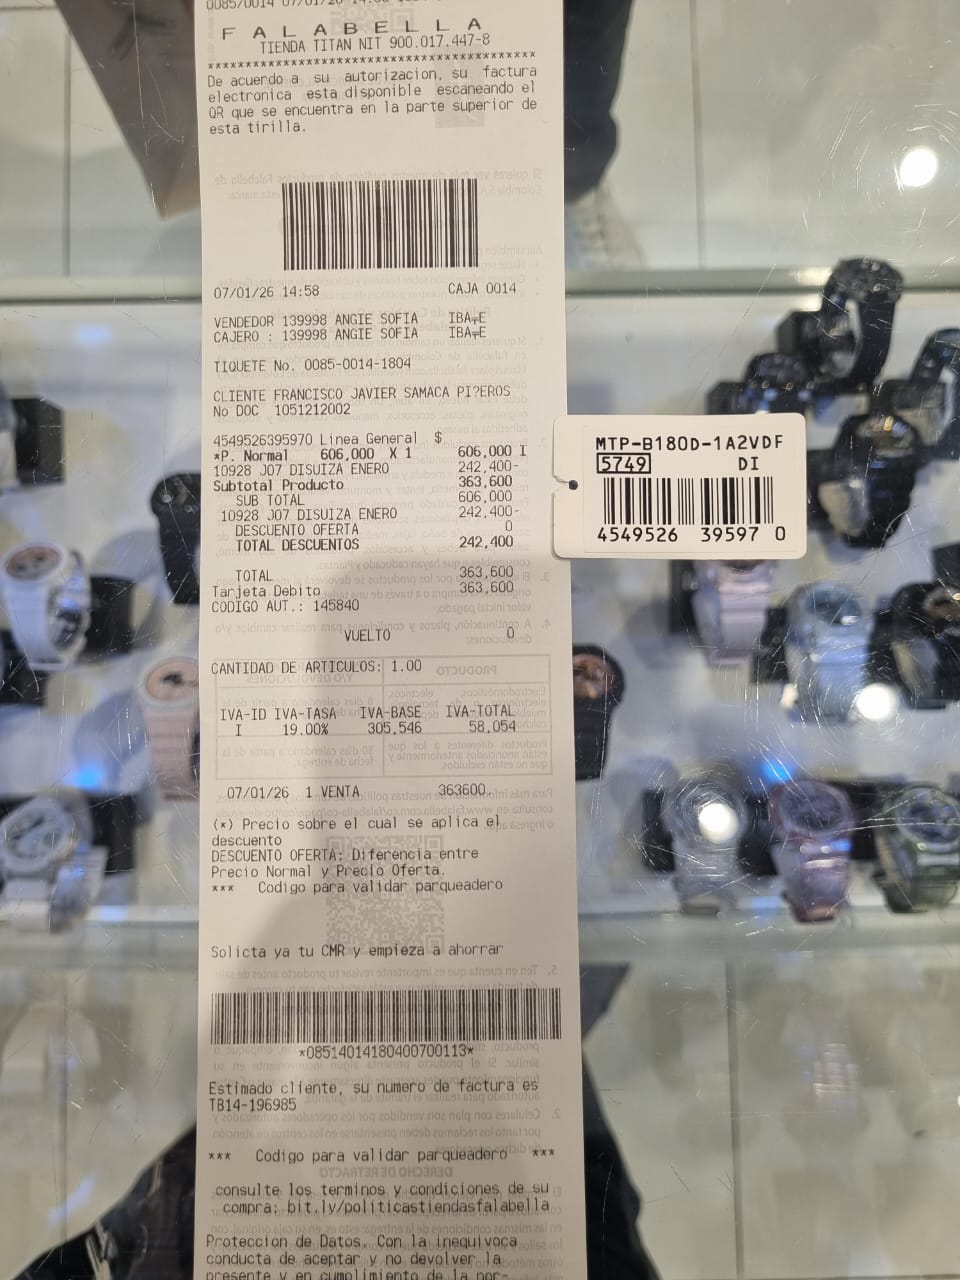 F A L A B E L L A
TIENDA TITAN NIT 900.017.447-8
******************************************
De acuerdo a su autorizacion, su factura
electronica esta disponible escaneando el
QR que se encuentra en la parte superior de
esta tirilla.
07/01/26 14:58 CAJA 0014
VENDEDOR 139998 ANGIE SOFIA
CAJERO : 139998 ANGIE SOFIA
TIQUETE No. 0085-0014-1804
CLIENTE FRANCISCO JAVIER SAMACA PI?EROS
No DOC 1051212002
4549526395970 Linea General $
*P. Normal 606,000 X 1 606,000 I
10928 J07 DISUIZA ENERO 242,400-
Subtotal Producto 363,600
SUB TOTAL 606,000
10928 J07 DISUIZA ENERO 242,400-
DESCUENTO OFERTA 0
TOTAL DESCUENTOS 242,400
TOTAL 363,600
Tarjeta Debito 363,600
CODIGO AUT.: 145840
VUELTO 0
CANTIDAD DE ARTICULOS: 1.00
IVA-ID IVA-TASA IVA-BASE IVA-TOTAL
I 19.00% 305,546 58,054
07/01/26 1 VENTA 363600
(*) Precio sobre el cual se aplica el
descuento
DESCUENTO OFERTA: Diferencia entre
Precio Normal y Precio Oferta.
*** Codigo para validar parqueadero
Solicta ya tu CMR y empieza a ahorrar
*08514014180400700113*
Estimado cliente, su numero de factura es
TB14-196985
*** Codigo para validar parqueadero ***
consulte los terminos y condiciones de su
compra: bit.ly/politicastiendasfalabella
Proteccion de Datos. Con la inequivoca
conducta de aceptar y no devolver la
presente y en cumplimiento de la nor-
MTP-B180D-1A2VDF
5749 DI
4549526 39597 0